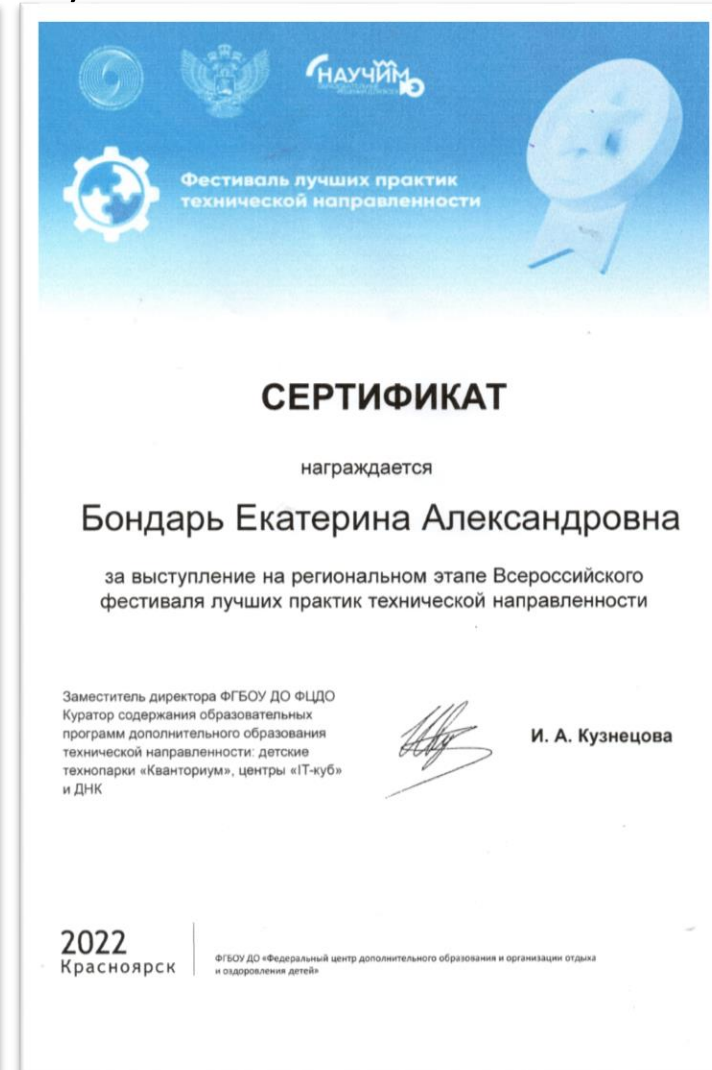 НАУЧИМ
Фестиваль лучших практик
технической направленности
СЕРТИФИКАТ
награждается
Бондарь Екатерина Александровна
за выступление на региональном этапе Всероссийского
фестиваля лучших практик технической направленности
Заместитель директора ФГБОУ ДО ФЦДО
Куратор содержания образовательных
программ дополнительного образования
технической направленности: детские
технопарки «Кванториум», центры «IT-куб»
и ДНК
И. А. Кузнецова
2022
Красноярск
ФГБОУ ДО «Федеральный центр дополнительного образования и организации отдыха
и оздоровления детей»